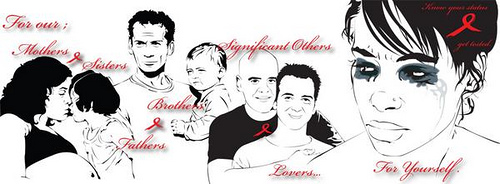 For our ;
Mothers
Sisters
Brothers
Fathers
Significant Others
Lovers...
Know your status
get tested
For Yourself.